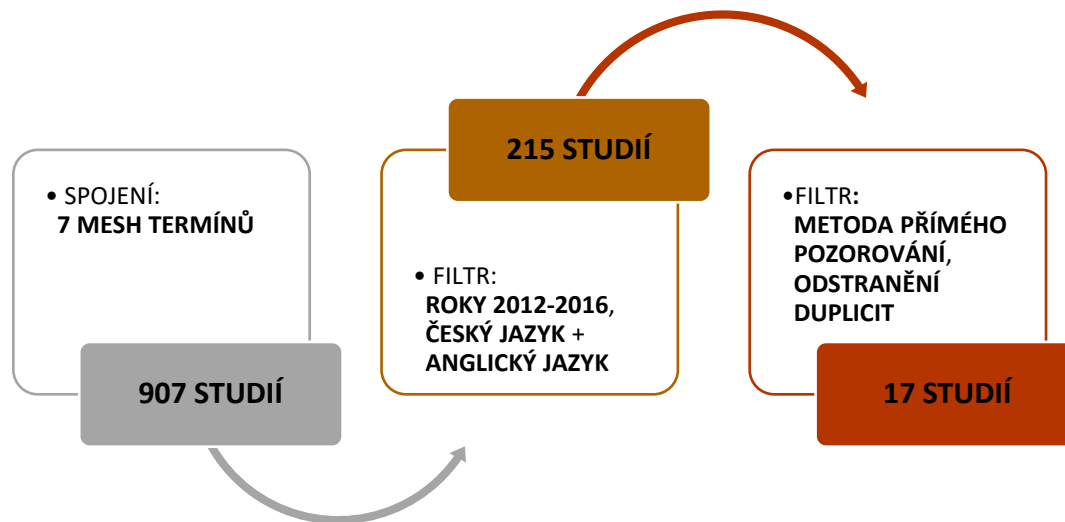 • SPOJENÍ:
7 MESH TERMÍNŮ
907 STUDIÍ
215 STUDIÍ
• FILTR:
ROKY 2012-2016,
ČESKÝ JAZYK +
ANGLICKÝ JAZYK
•FILTR:
METODA PŘÍMÉHO
POZOROVÁNÍ,
ODSTRANĚNÍ
DUPLICIT
17 STUDIÍ